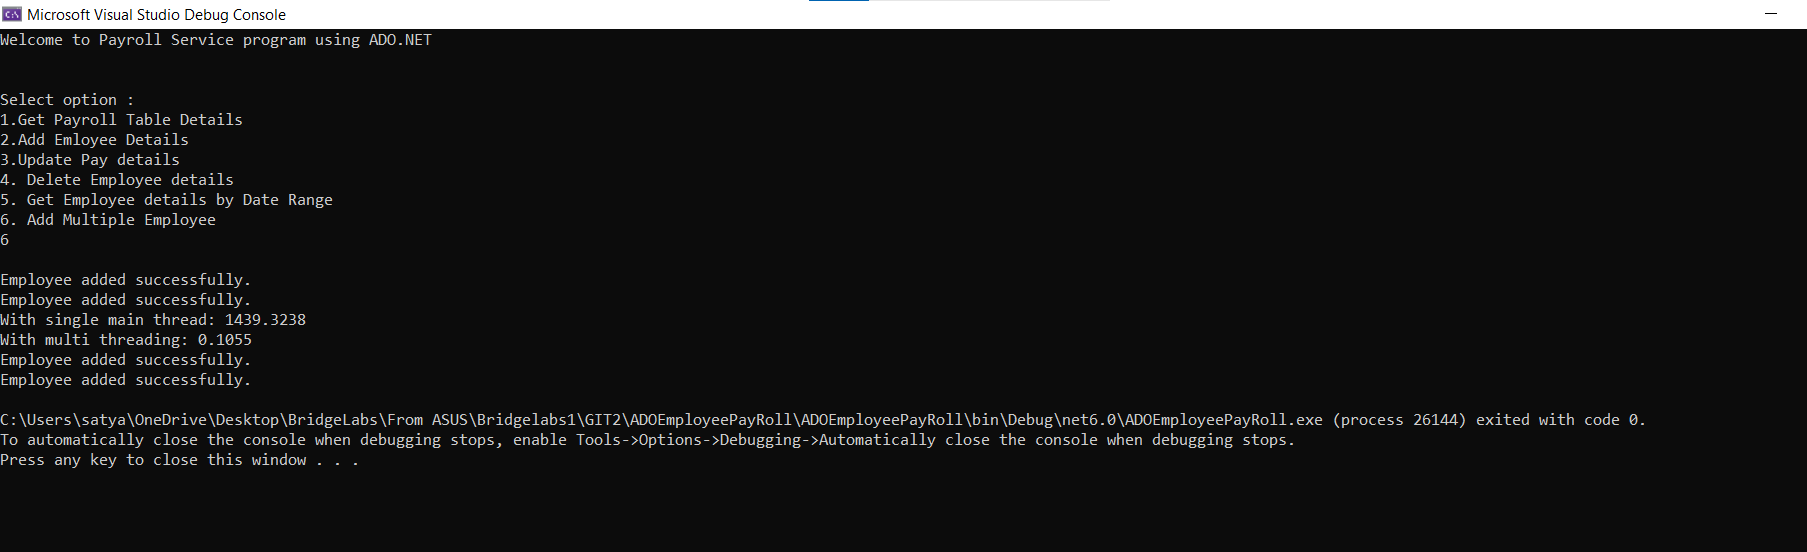 Microsoft Visual Studio Debug Console
Welcome to Payroll Service program using ADO.NET
Select option :
1.Get Payroll Table Details
2.Add Emloyee Details
3.Update Pay details
4. Delete Employee details
5. Get Employee details by Date Range
6. Add Multiple Employee
6
Employee added successfully.
Employee added successfully.
With single main thread: 1439.3238
With multi threading: 0.1055
Employee added successfully.
Employee added successfully.
C:\Users\satya\OneDrive\Desktop\BridgeLabs\From ASUS\Bridgelabs1\GIT2\ADOEmployeePayRoll\ADOEmployeePayRoll\bin\Debug\net6.0\ADOEmployeePayRoll.exe (process 26144) exited with code 0.
To automatically close the console when debugging stops, enable Tools->Options->Debugging->Automatically close the console when debugging stops.
Press any key to close this window . . .